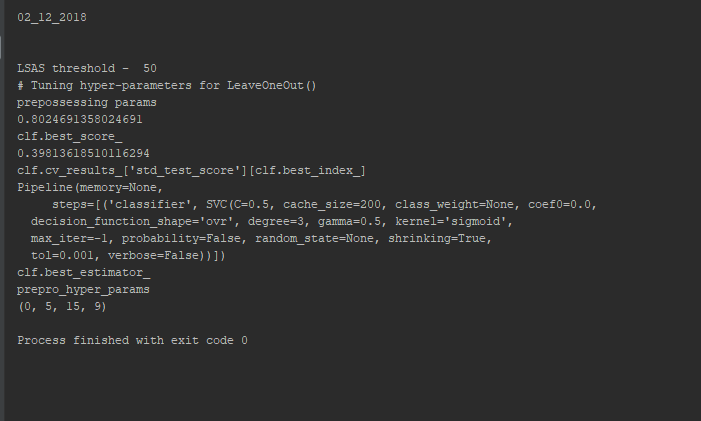 02_12_2018
LSAS threshold -  50
# Tuning hyper-parameters for LeaveOneOut()
prepossessing params
0.8024691358024691
clf.best_score_
0.39813618510116294
clf.cv_results_['std_test_score'][clf.best_index_]
Pipeline(memory=None,
     steps=[('classifier', SVC(C=0.5, cache_size=200, class_weight=None, coef0=0.0,
  decision_function_shape='ovr', degree=3, gamma=0.5, kernel='sigmoid',
  max_iter=-1, probability=False, random_state=None, shrinking=True,
  tol=0.001, verbose=False))])
clf.best_estimator_
prepro_hyper_params
(0, 5, 15, 9)
Process finished with exit code 0